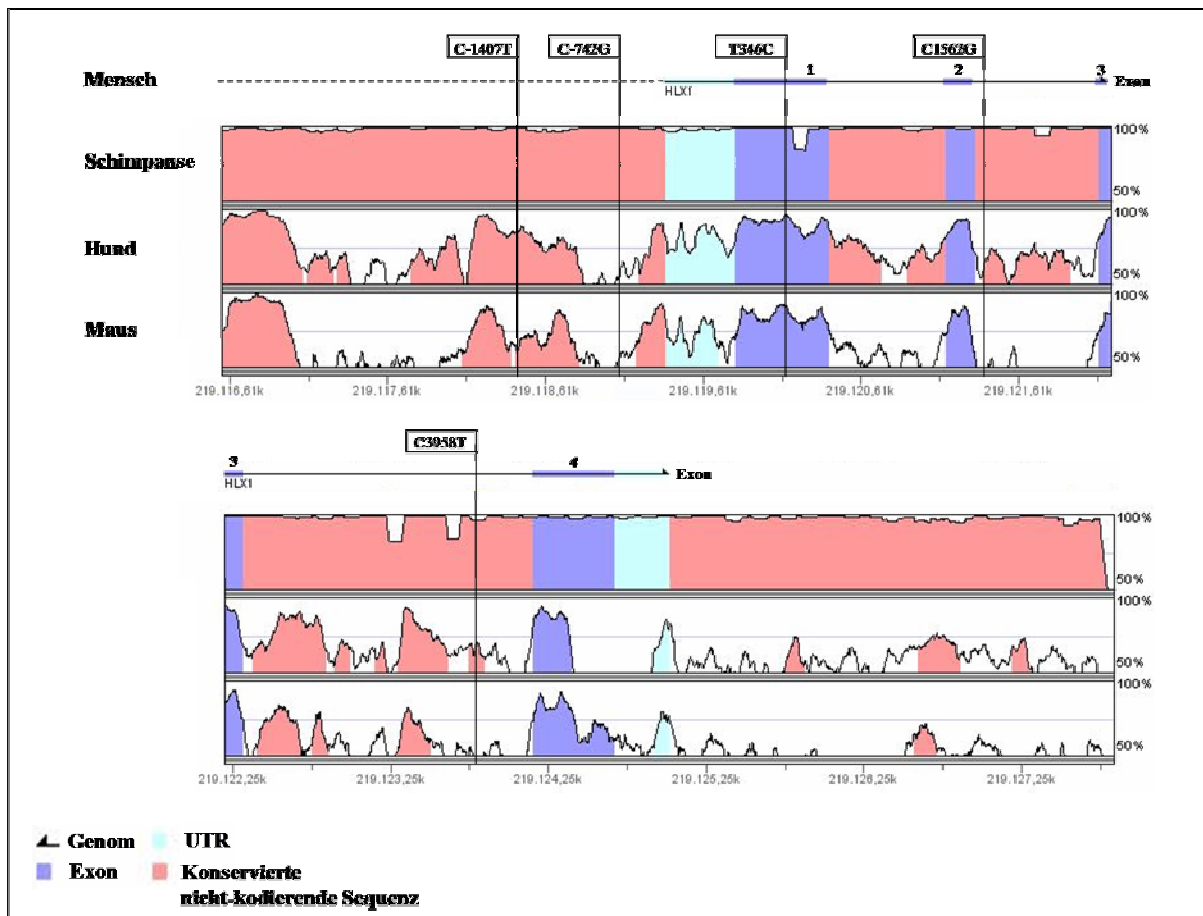 C-1407T C-742G T346C C1562G
Mensch 1 2 3 Exon
HLX1
Schimpanse 100%
50%
Hund 100%
50%
Maus 100%
50%
219.116,61k 219.117,61k 219.118,61k 219.119,61k 219.120,61k 219.121,61k
C3958T
3 4 Exon
HLX1
100%
50%
100%
50%
100%
50%
219.122,25k 219.123,25k 219.124,25k 219.125,25k 219.126,25k 219.127,25k
Genom UTR
Exon Konservierte
nicht-kodierende Sequenz